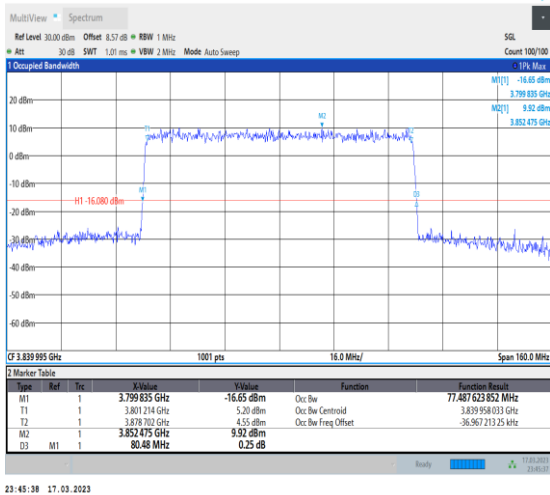 MultiView Spectrum
Ref Level 30.00 dBm Offset 8.57 dB RBW 1 MHz SGL
Att 30 dB SWT 1.01 ms VBW 2 MHz Mode Auto Sweep Count 100/100
1 Occupied Bandwidth 1Pk Max
M1[1] -16.65 dBm
3.799 835 GHz
M2[1] 9.92 dBm
3.852 475 GHz
20 dBm
M2
10 dBm
T1
0 dBm
-10 dBm
M1
D3
H1 -16.080 dBm
-20 dBm
-30 dBm
-40 dBm
-50 dBm
-60 dBm
CF 3.839 995 GHz 1001 pts 16.0 MHz/ Span 160.0 MHz
2 Marker Table
Type Ref Trc X-Value Y-Value Function Function Result
M1 1 3.799 835 GHz -16.65 dBm Occ Bw 77.487 623 852 MHz
T1 1 3.801 214 GHz 5.20 dBm Occ Bw Centroid 3.839 958 033 GHz
T2 1 3.878 702 GHz 4.55 dBm Occ Bw Freq Offset -36.967 213 25 kHz
M2 1 3.852 475 GHz 9.92 dBm
D3 M1 1 80.48 MHz 0.25 dB
Ready 17.03.2023
23:45:37
23:45:38 17.03.2023